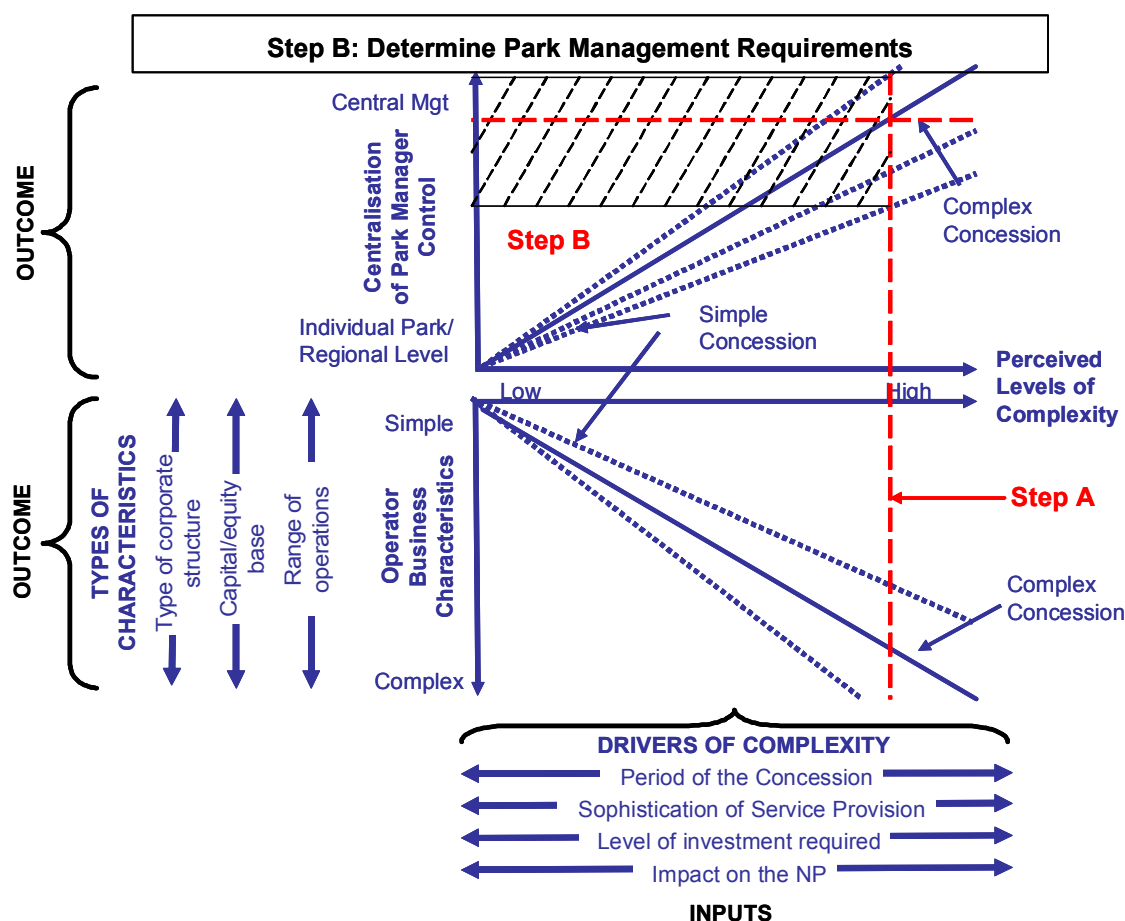 Step B: Determine Park Management Requirements
OUTCOME
Central Mgt
Centralisation
of Park Manager
Control
Individual Park/
Regional Level
Step B
Complex
Concession
Simple
Concession
Low
High
Perceived
Levels of
Complexity
OUTCOME
TYPES OF
CHARACTERISTICS
Type of corporate
structure
Capital/equity
base
Range of
operations
Simple
Operator
Business
Characteristics
Complex
Step A
Complex
Concession
DRIVERS OF COMPLEXITY
Period of the Concession
Sophistication of Service Provision
Level of investment required
Impact on the NP
INPUTS